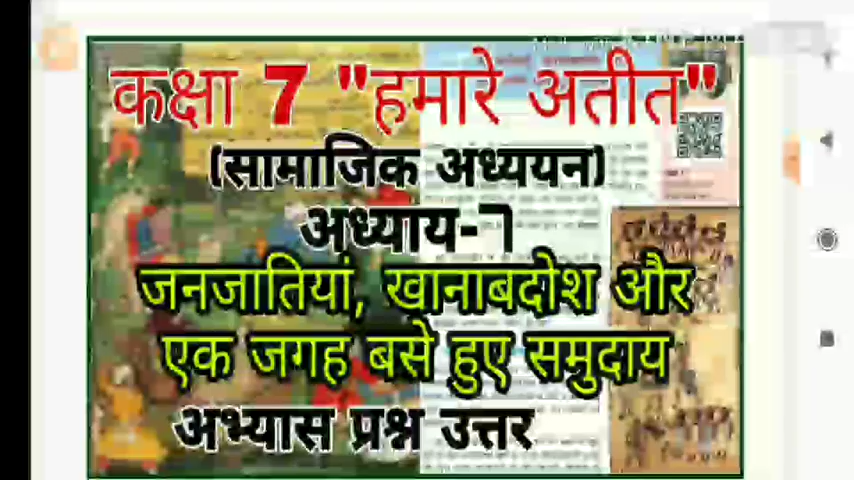 कक्षा 7 "हमारे अतीत"
(सामाजिक अध्ययन)
अध्याय-7
जनजातियां, खानाबदोश और
एक जगह बसे हुए समुदाय
अभ्यास प्रश्न उत्तर